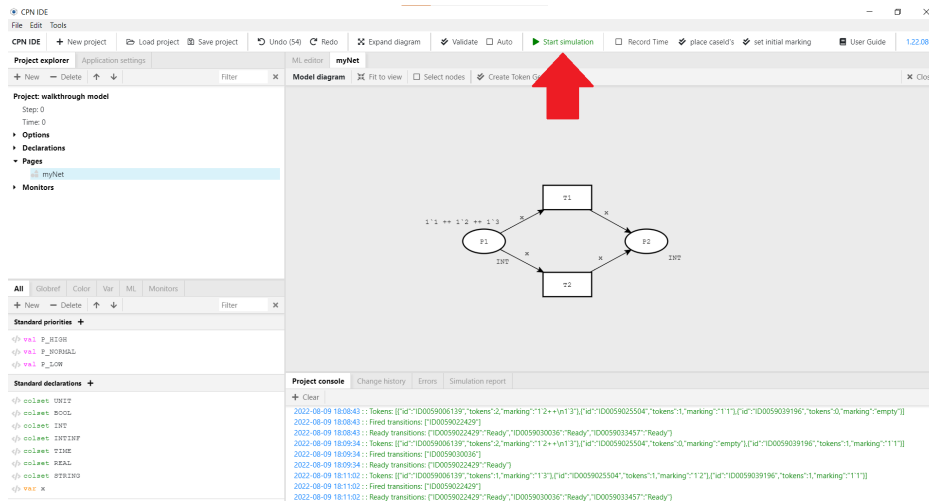 CPN IDE
File Edit Tools
CPN IDE + New project Load project Save project Undo (54) Redo Expand diagram Validate Auto Start simulation Record Time place caseId's set initial marking User Guide 1.22.08
Project explorer Application settings
ML editor myNet
+ New − Delete ↑ ↓ Filter ×
Model diagram Fit to view Select nodes Create Token Ge
Clos
Project: walkthrough model
Step: 0
Time: 0
Options
Declarations
Pages
myNet
Monitors
T1
1`1 ++ 1`2 ++ 1`3
x
x
P1
P2
INT
x
x
INT
T2
All Globref Color Var ML Monitors
+ New − Delete ↑ ↓ Filter ×
Standard priorities +
</> val P_HIGH
</> val P_NORMAL
</> val P_LOW
Standard declarations +
</> colset UNIT
</> colset BOOL
</> colset INT
</> colset INTINF
</> colset TIME
</> colset REAL
</> colset STRING
</> var x
Project console Change history Errors Simulation report
+ Clear
2022-08-09 18:08:43 : : Tokens: [{"id":"ID0059006139","tokens":2,"marking":"1`2++\n1`3"},{"id":"ID0059025504","tokens":1,"marking":"1`1"},{"id":"ID0059039196","tokens":0,"marking":"empty"}]
2022-08-09 18:08:43 : : Fired transitions: ["ID0059022429"]
2022-08-09 18:08:43 : : Ready transitions: {"ID0059022429":"Ready","ID0059030036":"Ready","ID0059033457":"Ready"}
2022-08-09 18:09:34 : : Tokens: [{"id":"ID0059006139","tokens":2,"marking":"1`2++\n1`3"},{"id":"ID0059025504","tokens":0,"marking":"empty"},{"id":"ID0059039196","tokens":1,"marking":"1`1"}]
2022-08-09 18:09:34 : : Fired transitions: ["ID0059030036"]
2022-08-09 18:09:34 : : Ready transitions: {"ID0059022429":"Ready"}
2022-08-09 18:11:02 : : Tokens: [{"id":"ID0059006139","tokens":1,"marking":"1`3"},{"id":"ID0059025504","tokens":1,"marking":"1`2"},{"id":"ID0059039196","tokens":1,"marking":"1`1"}]
2022-08-09 18:11:02 : : Fired transitions: ["ID0059022429"]
2022-08-09 18:11:02 : : Ready transitions: {"ID0059022429":"Ready","ID0059030036":"Ready","ID0059033457":"Ready"}